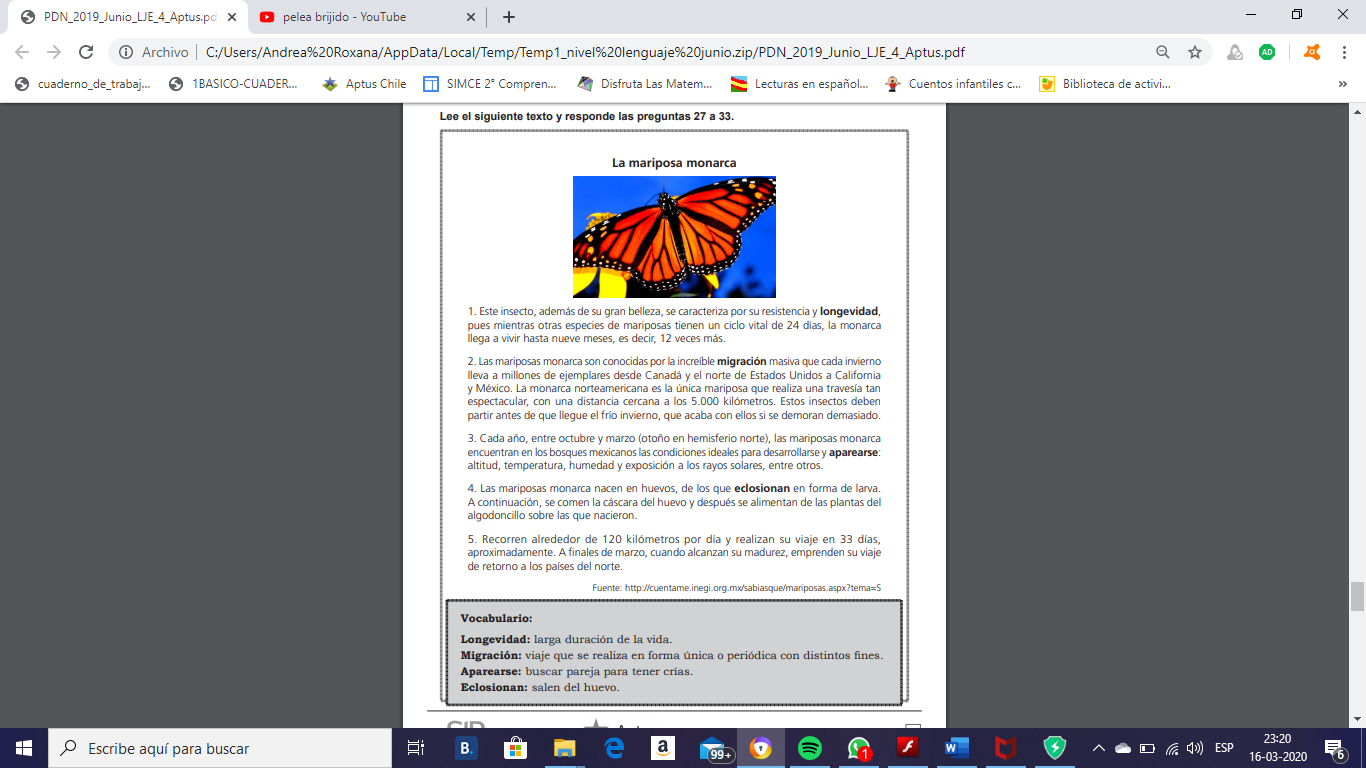 PDN_2019_Junio_LJE_4_Aptus.pd
pelea brijido - YouTube
Archivo
C:/Users/Andrea%20Roxana/AppData/Local/Temp/Temp1_nivel%20lenguaje%20junio.zip/PDN_2019_Junio_LJE_4_Aptus.pdf
AD
cuaderno_de_trabaj...
1BASICO-CUADER...
Aptus Chile
SIMCE 2° Compren...
Disfruta Las Matem...
Lecturas en español...
Cuentos infantiles c...
Biblioteca de activi...
»
Lee el siguiente texto y responde las preguntas 27 a 33.
La mariposa monarca
1. Este insecto, además de su gran belleza, se caracteriza por su resistencia y longevidad,
pues mientras otras especies de mariposas tienen un ciclo vital de 24 días, la monarca
llega a vivir hasta nueve meses, es decir, 12 veces más.
2. Las mariposas monarca son conocidas por la increíble migración masiva que cada invierno
lleva a millones de ejemplares desde Canadá y el norte de Estados Unidos a California
y México. La monarca norteamericana es la única mariposa que realiza una travesía tan
espectacular, con una distancia cercana a los 5.000 kilómetros. Estos insectos deben
partir antes de que llegue el frío invierno, que acaba con ellos si se demoran demasiado.
3. Cada año, entre octubre y marzo (otoño en hemisferio norte), las mariposas monarca
encuentran en los bosques mexicanos las condiciones ideales para desarrollarse y aparearse:
altitud, temperatura, humedad y exposición a los rayos solares, entre otros.
4. Las mariposas monarca nacen en huevos, de los que eclosionan en forma de larva.
A continuación, se comen la cáscara del huevo y después se alimentan de las plantas del
algodoncillo sobre las que nacieron.
5. Recorren alrededor de 120 kilómetros por día y realizan su viaje en 33 días,
aproximadamente. A finales de marzo, cuando alcanzan su madurez, emprenden su viaje
de retorno a los países del norte.
Fuente: http://cuentame.inegi.org.mx/sabiasque/mariposas.aspx?tema=S
Vocabulario:
Longevidad: larga duración de la vida.
Migración: viaje que se realiza en forma única o periódica con distintos fines.
Aparearse: buscar pareja para tener crías.
Eclosionan: salen del huevo.
Escribe aquí para buscar
B.
a
99+
1
W
ESP
23:20
16-03-2020
6